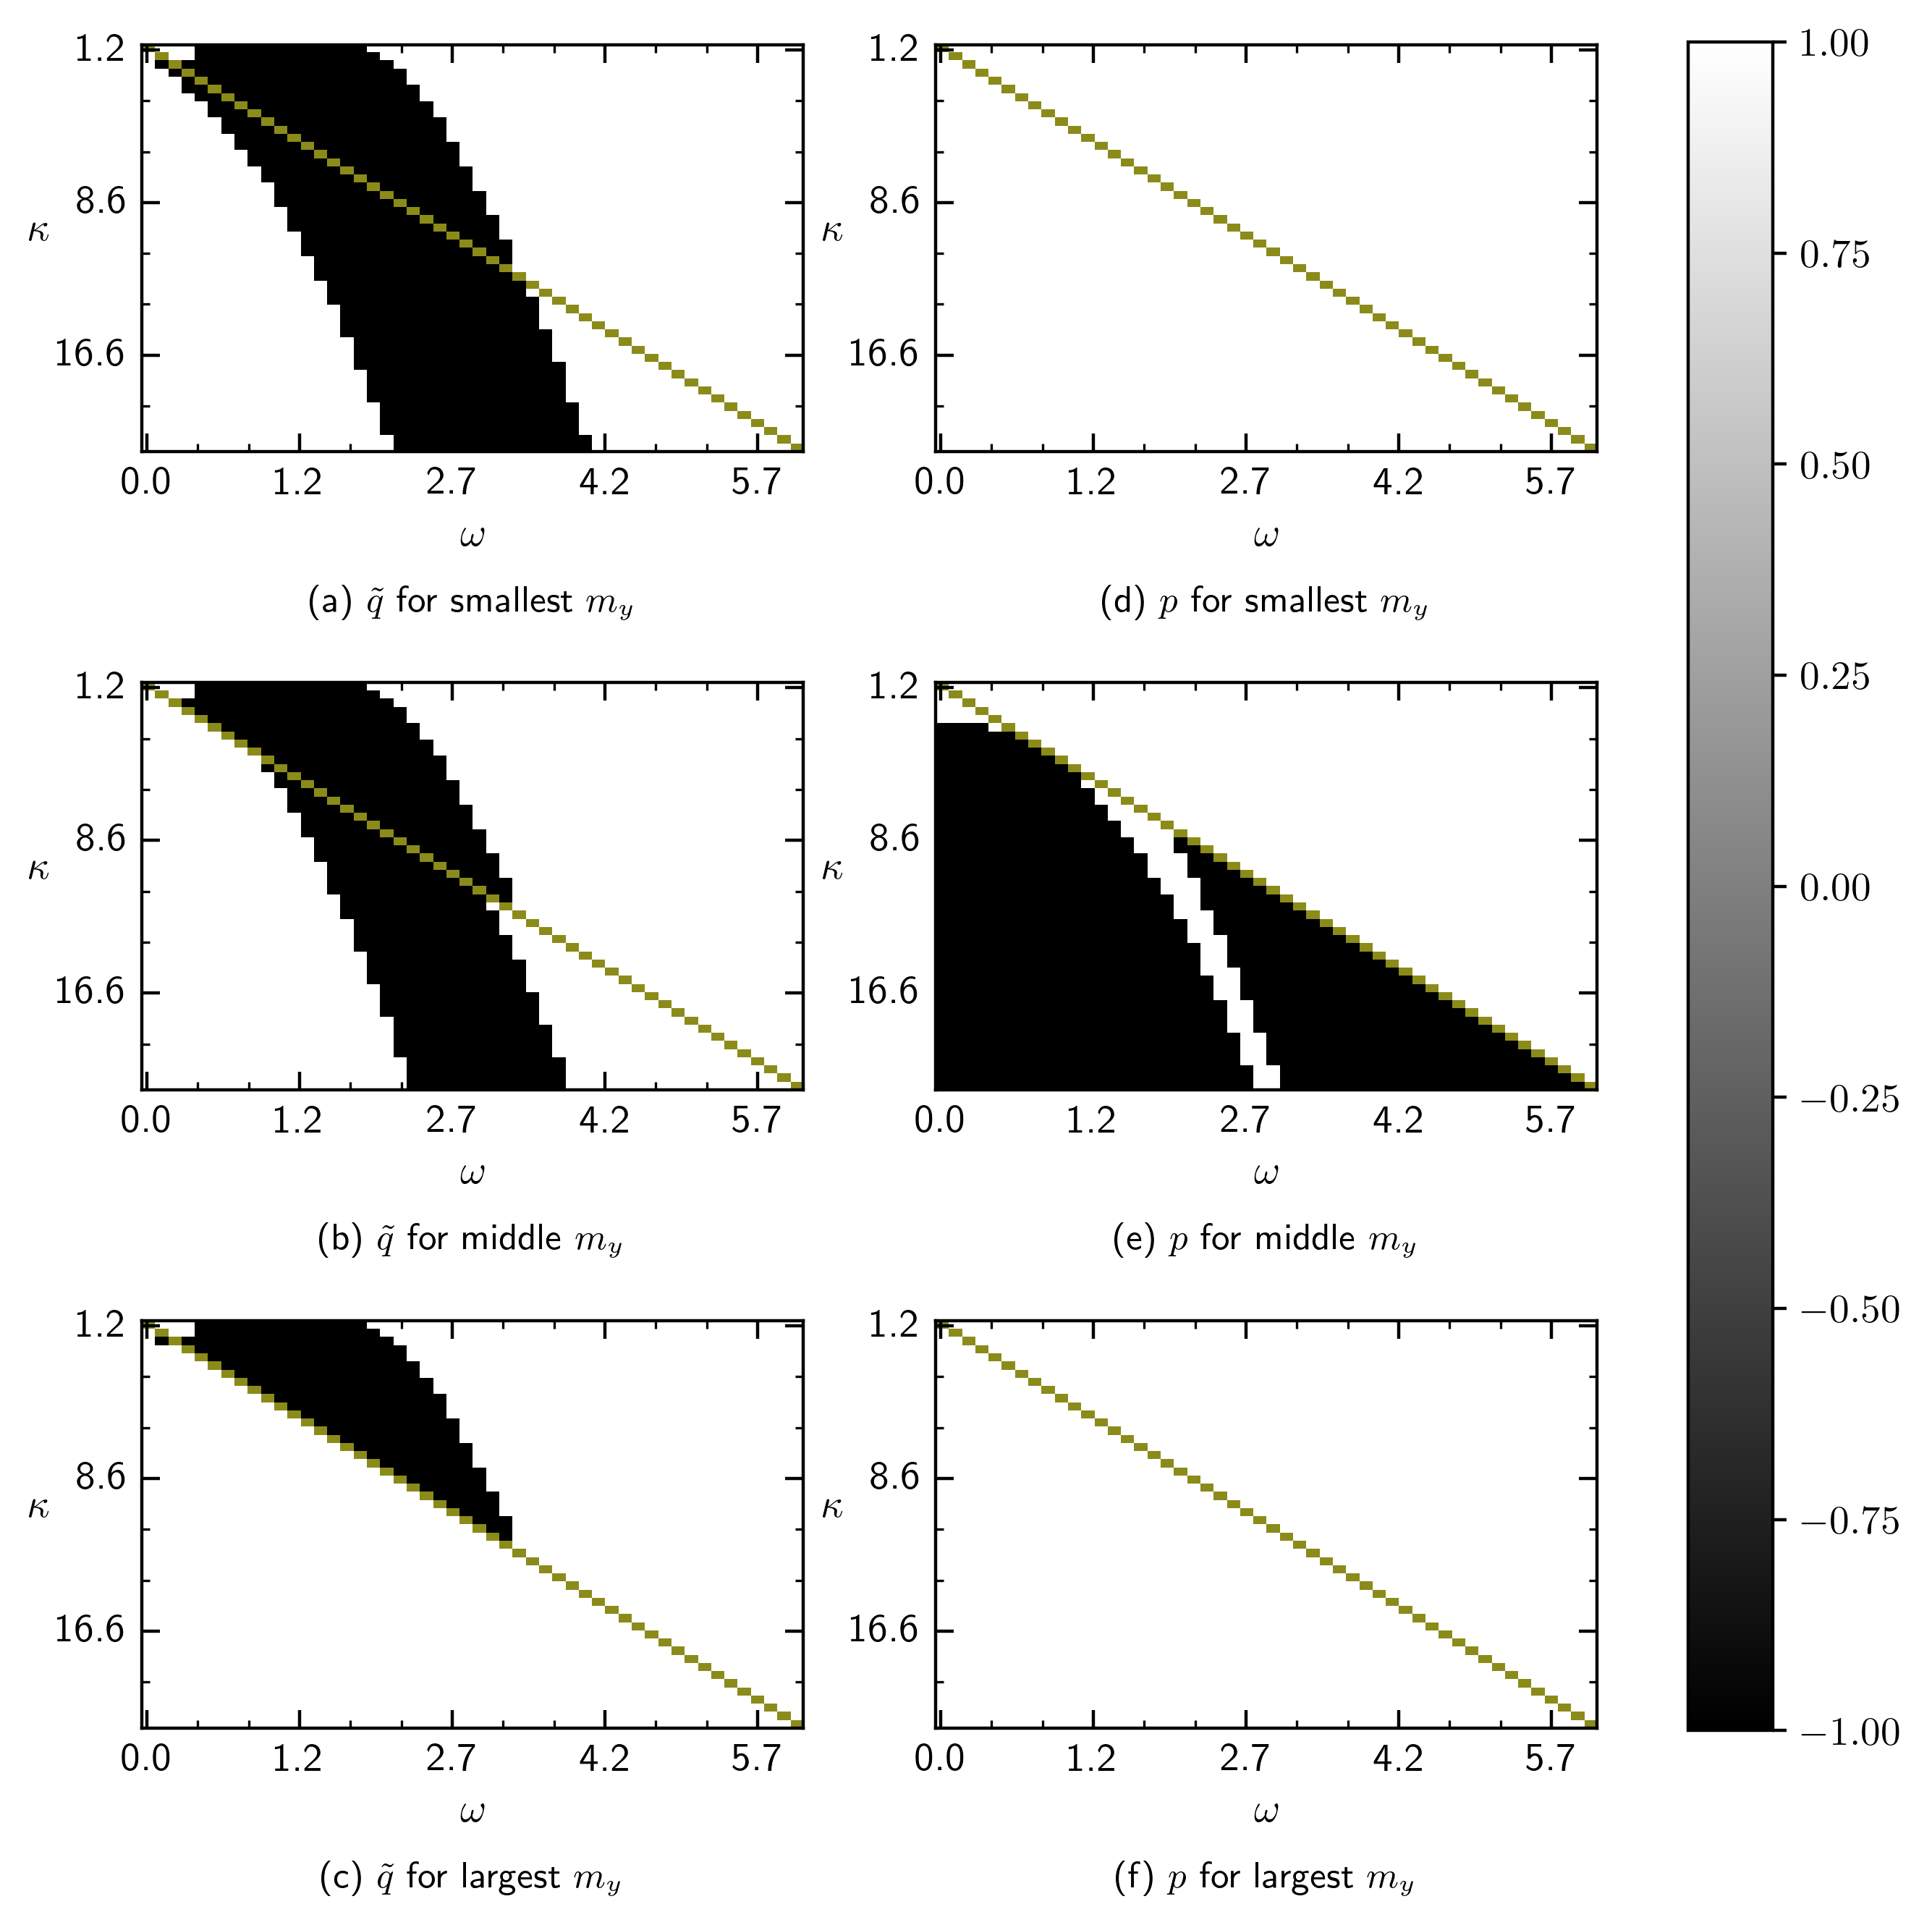 1.2
8.6
16.6
κ
0.0 1.2 2.7 4.2 5.7
ω
(a) q̃ for smallest m_y
1.2
8.6
16.6
κ
0.0 1.2 2.7 4.2 5.7
ω
(d) p for smallest m_y
1.2
8.6
16.6
κ
0.0 1.2 2.7 4.2 5.7
ω
(b) q̃ for middle m_y
1.2
8.6
16.6
κ
0.0 1.2 2.7 4.2 5.7
ω
(e) p for middle m_y
1.2
8.6
16.6
κ
0.0 1.2 2.7 4.2 5.7
ω
(c) q̃ for largest m_y
1.2
8.6
16.6
κ
0.0 1.2 2.7 4.2 5.7
ω
(f) p for largest m_y
1.00
0.75
0.50
0.25
0.00
−0.25
−0.50
−0.75
−1.00